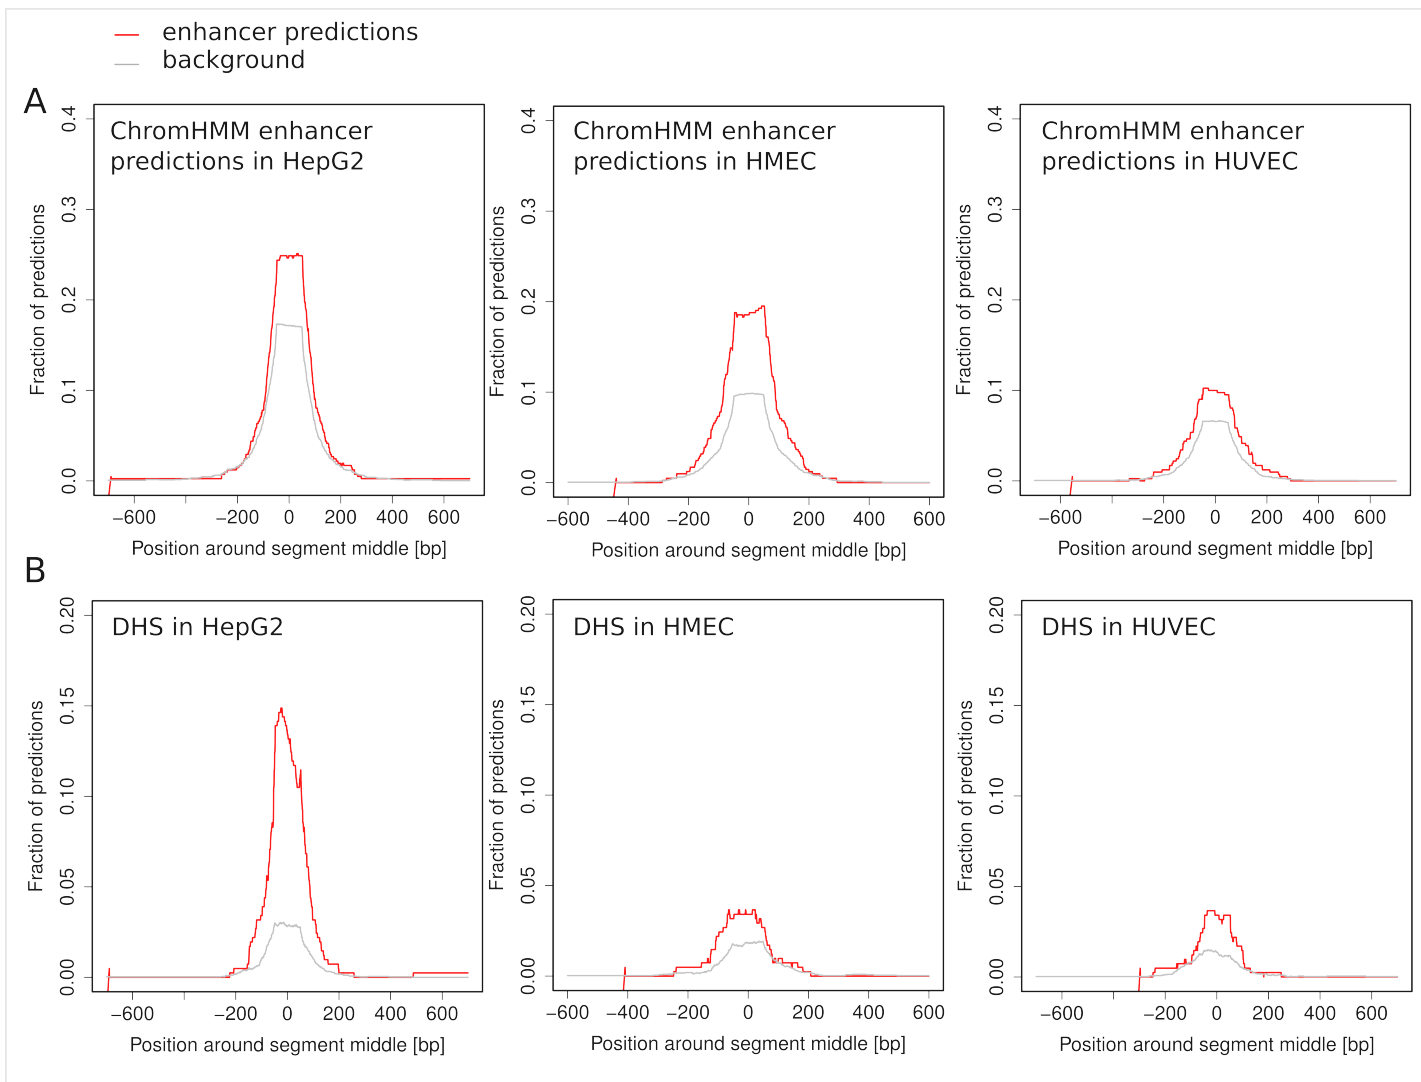 enhancer predictions
background
A
ChromHMM enhancer
predictions in HepG2
Fraction of predictions
0.0 0.1 0.2 0.3 0.4
−600 −200 0 200 400 600
Position around segment middle [bp]
ChromHMM enhancer
predictions in HMEC
Fraction of predictions
0.0 0.1 0.2 0.3 0.4
−600 −400 −200 0 200 400 600
Position around segment middle [bp]
ChromHMM enhancer
predictions in HUVEC
Fraction of predictions
0.0 0.1 0.2 0.3 0.4
−600 −200 0 200 400 600
Position around segment middle [bp]
B
DHS in HepG2
Fraction of predictions
0.00 0.05 0.10 0.15 0.20
−600 −200 0 200 400 600
Position around segment middle [bp]
DHS in HMEC
Fraction of predictions
0.00 0.05 0.10 0.15 0.20
−600 −400 −200 0 200 400 600
Position around segment middle [bp]
DHS in HUVEC
Fraction of predictions
0.00 0.05 0.10 0.15 0.20
−600 −200 0 200 400 600
Position around segment middle [bp]